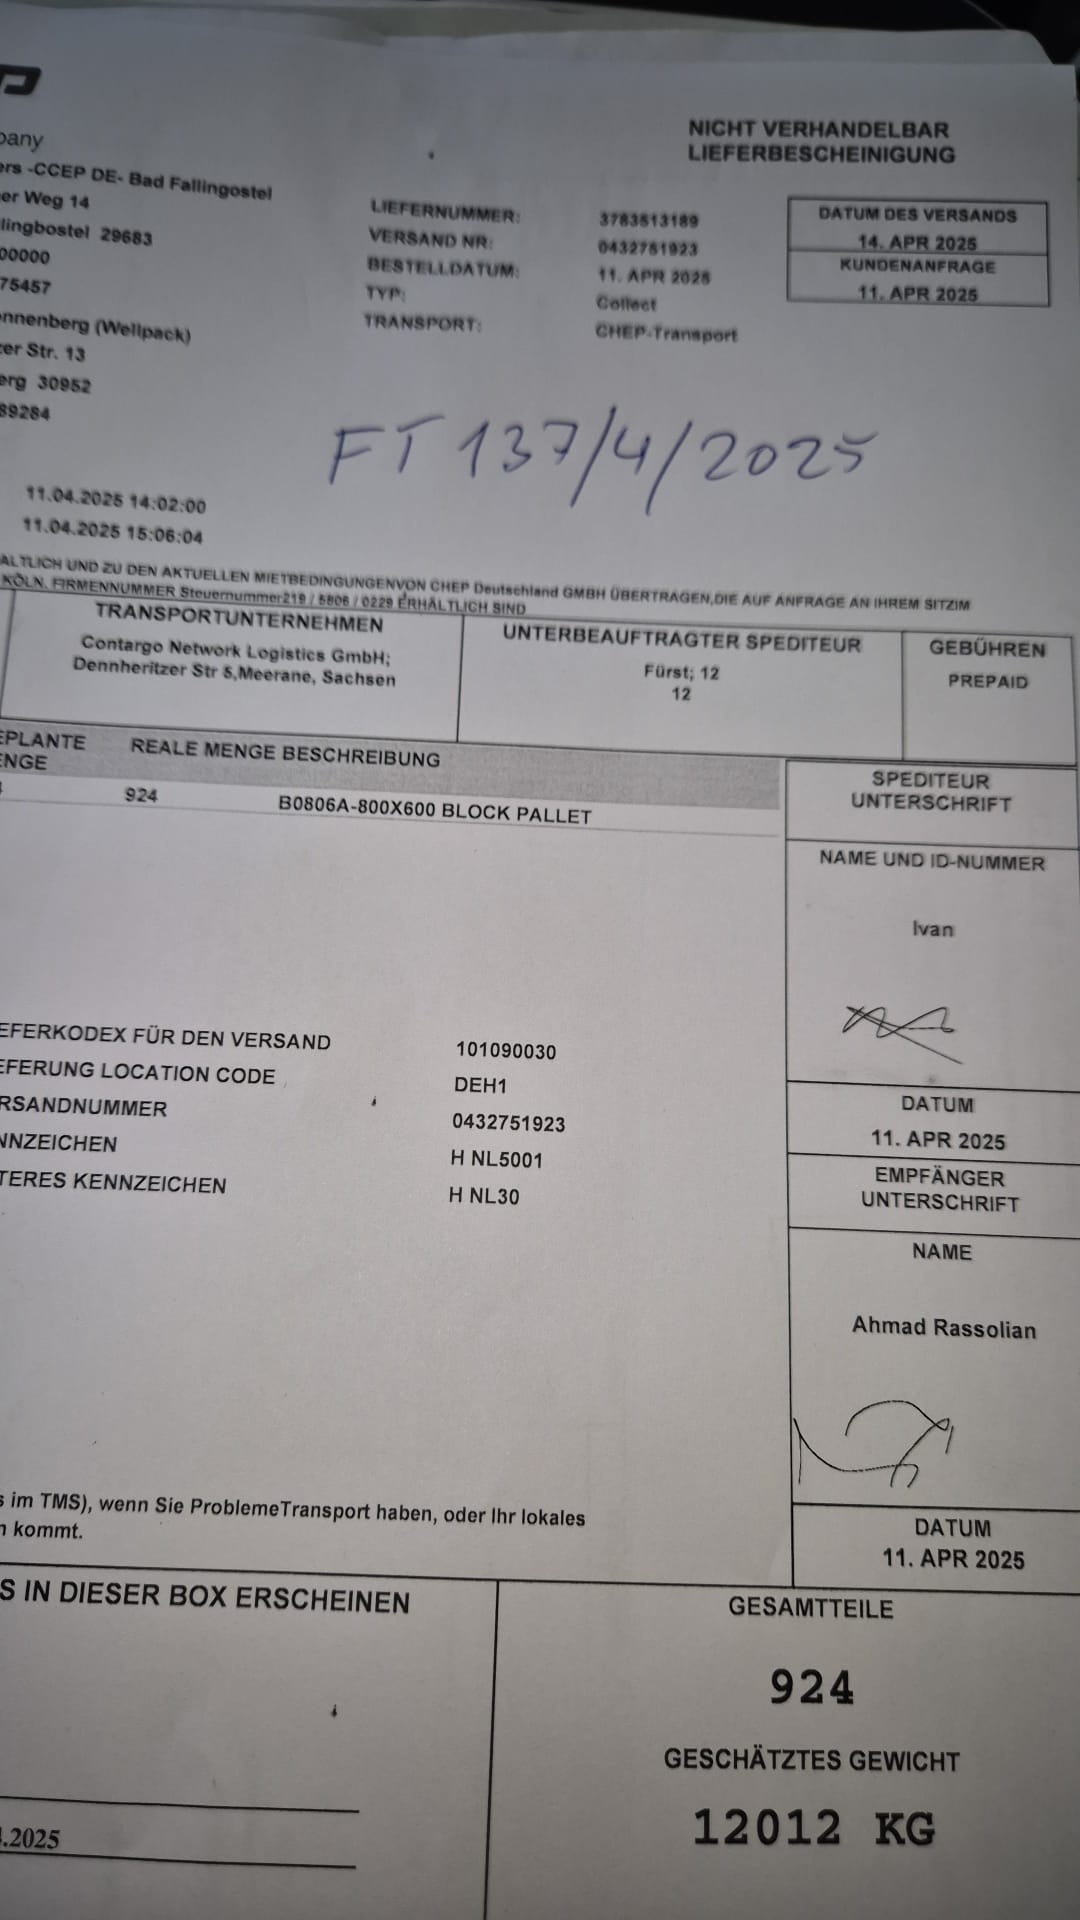 pany
ers -CCEP DE- Bad Fallingostel
er Weg 14
lingbostel 29683
00000
75457
nnenberg (Wellpack)
zer Str. 13
erg 30952
89284
NICHT VERHANDELBAR
LIEFERBESCHEINIGUNG
LIEFERNUMMER: 3783513189
VERSAND NR: 0432751923
BESTELLDATUM: 11. APR 2025
TYP: Collect
TRANSPORT: CHEP-Transport
DATUM DES VERSANDS
14. APR 2025
KUNDENANFRAGE
11. APR 2025
FT 137/4/2025
11.04.2025 14:02:00
11.04.2025 15:06:04
ALTLICH UND ZU DEN AKTUELLEN MIETBEDINGUNGENVON CHEP Deutschland GMBH ÜBERTRAGEN,DIE AUF ANFRAGE AN IHREM SITZIM
KÖLN. FIRMENNUMMER Steuernummer219 / 5806 / 0229 ERHÄLTLICH SIND
TRANSPORTUNTERNEHMEN
Contargo Network Logistics GmbH;
Dennheritzer Str 5,Meerane, Sachsen
UNTERBEAUFTRAGTER SPEDITEUR
Fürst; 12
12
GEBÜHREN
PREPAID
EPLANTE
ENGE
REALE MENGE BESCHREIBUNG
924 B0806A-800X600 BLOCK PALLET
SPEDITEUR
UNTERSCHRIFT
NAME UND ID-NUMMER
Ivan
EFERKODEX FÜR DEN VERSAND 101090030
EFERUNG LOCATION CODE DEH1
RSANDNUMMER 0432751923
NNZEICHEN H NL5001
TERES KENNZEICHEN H NL30
DATUM
11. APR 2025
EMPFÄNGER
UNTERSCHRIFT
NAME
Ahmad Rassolian
s im TMS), wenn Sie ProblemeTransport haben, oder Ihr lokales
n kommt.
DATUM
11. APR 2025
S IN DIESER BOX ERSCHEINEN
GESAMTTEILE
924
GESCHÄTZTES GEWICHT
12012 KG
.2025